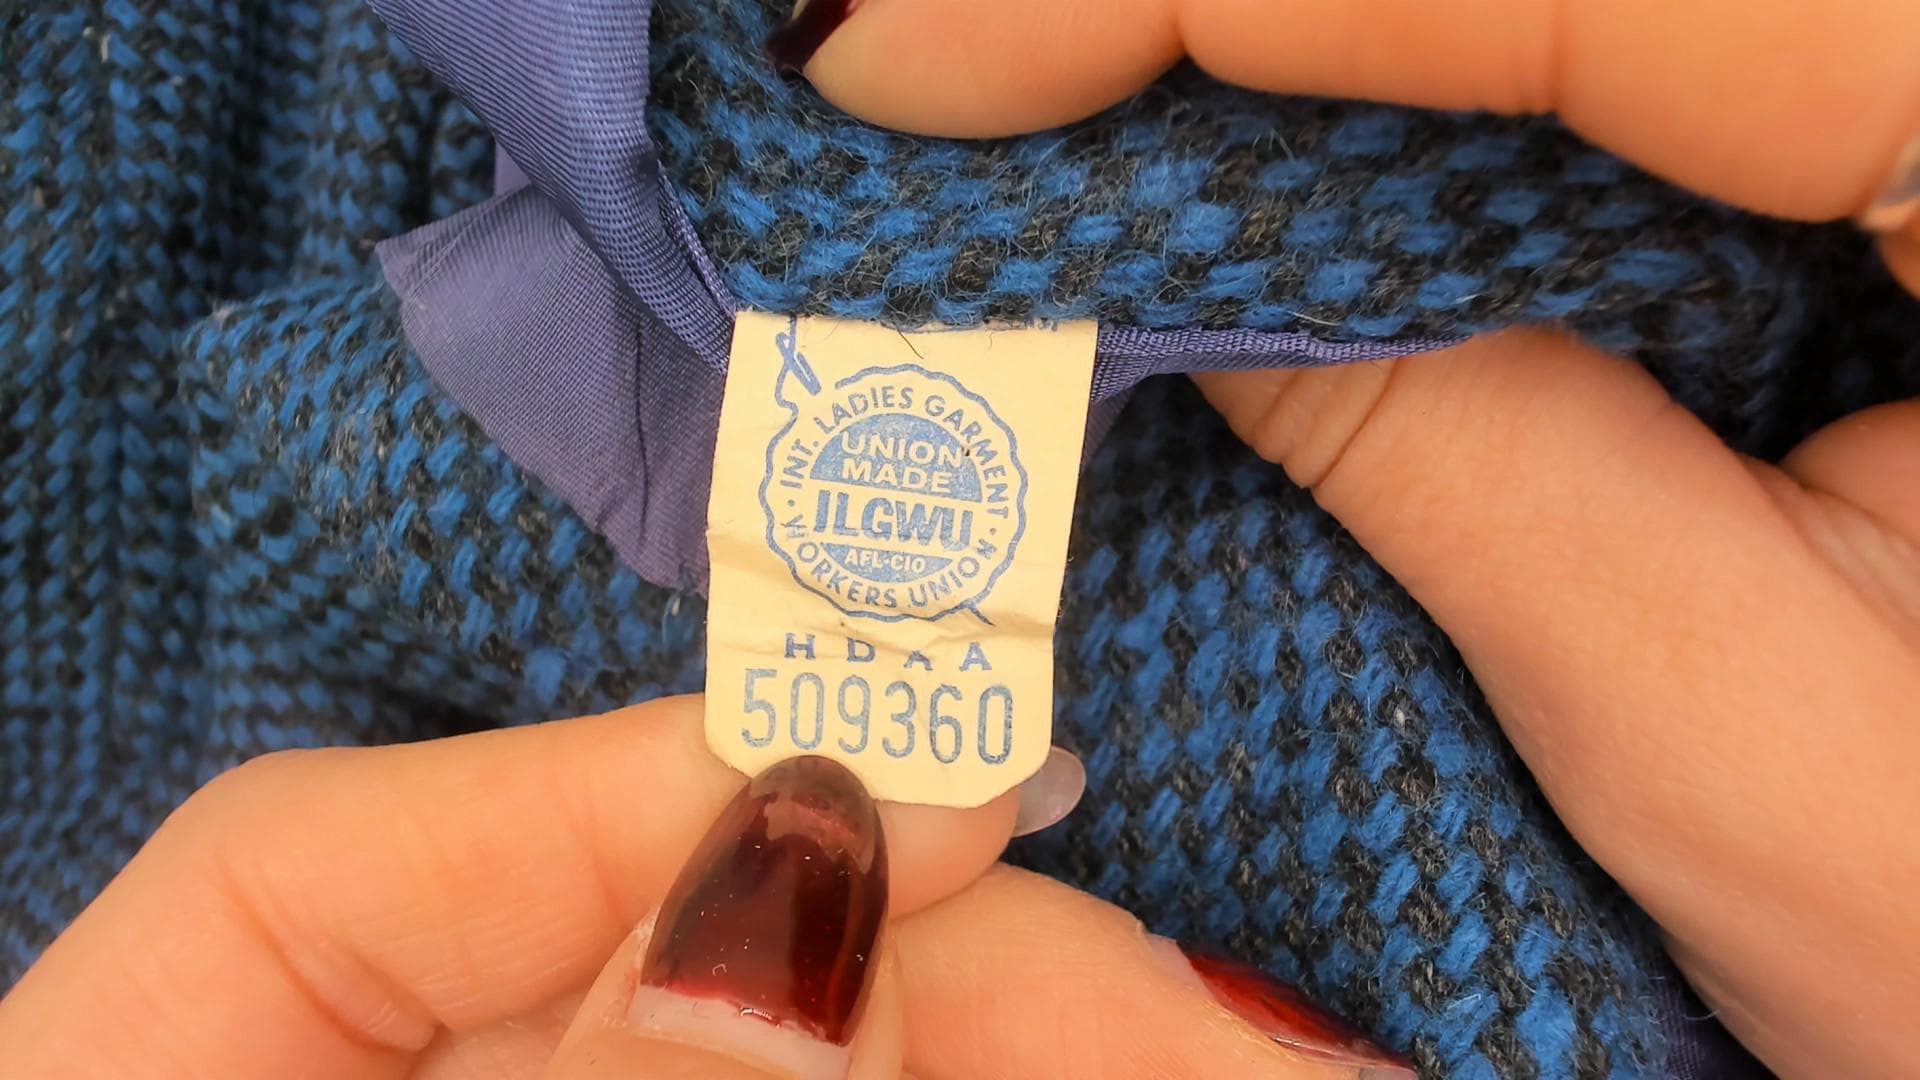 INT. LADIES GARMENT
UNION
MADE
ILGWU
AFL-CIO
· WORKERS UNION ·
H D A A
509360